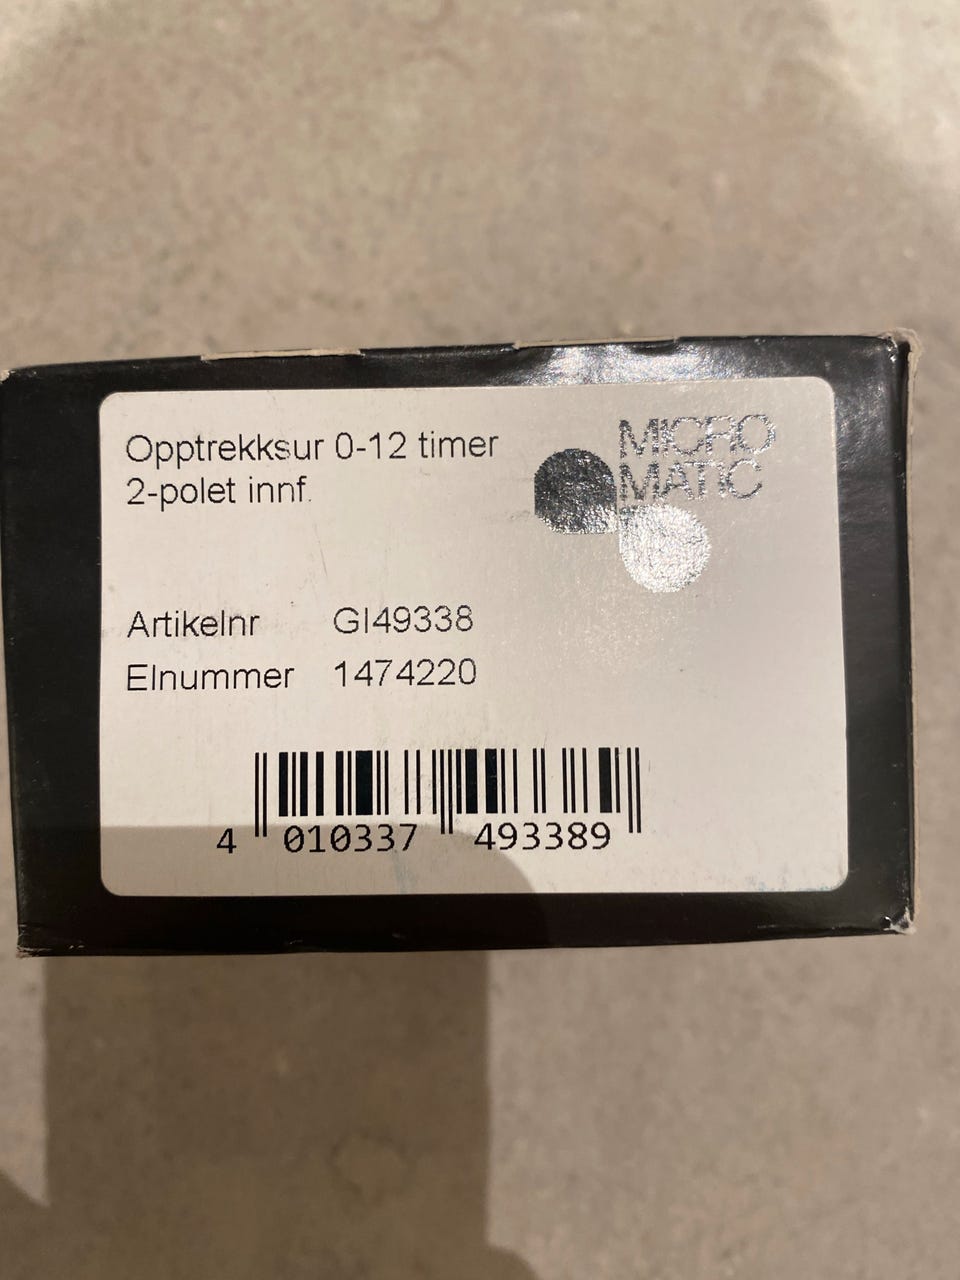 Opptrekksur 0-12 timer
2-polet innf.
MICRO
MATIC
Artikelnr GI49338
Elnummer 1474220
4 010337 493389